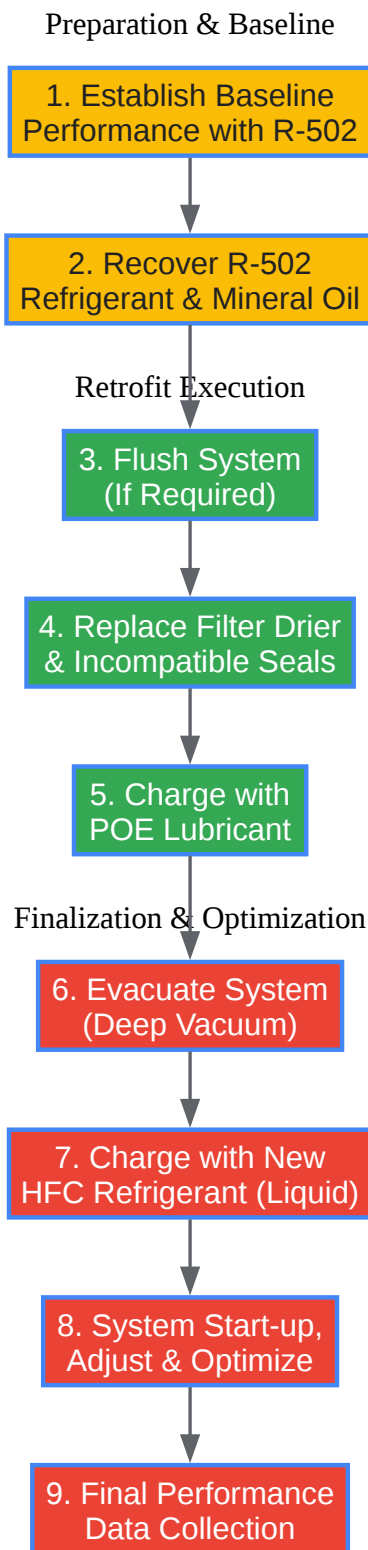 Preparation & Baseline
1. Establish Baseline
Performance with R-502
2. Recover R-502
Refrigerant & Mineral Oil
Retrofit Execution
3. Flush System
(If Required)
4. Replace Filter Drier
& Incompatible Seals
5. Charge with
POE Lubricant
Finalization & Optimization
6. Evacuate System
(Deep Vacuum)
7. Charge with New
HFC Refrigerant (Liquid)
8. System Start-up,
Adjust & Optimize
9. Final Performance
Data Collection